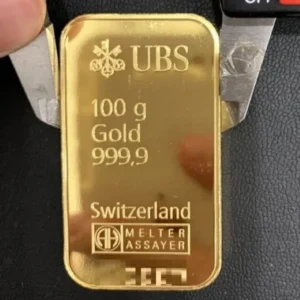 UBS
100 g
Gold
999,9
Switzerland
MELTER
ASSAYER